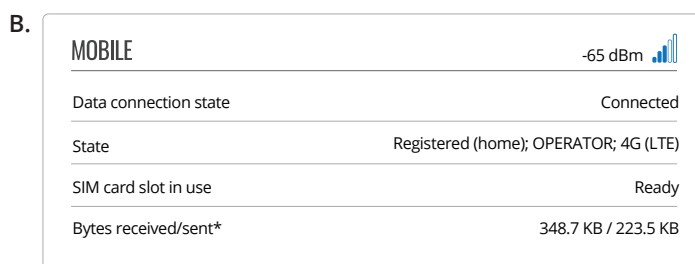 B.
MOBILE -65 dBm
Data connection state Connected
State Registered (home); OPERATOR; 4G (LTE)
SIM card slot in use Ready
Bytes received/sent* 348.7 KB / 223.5 KB